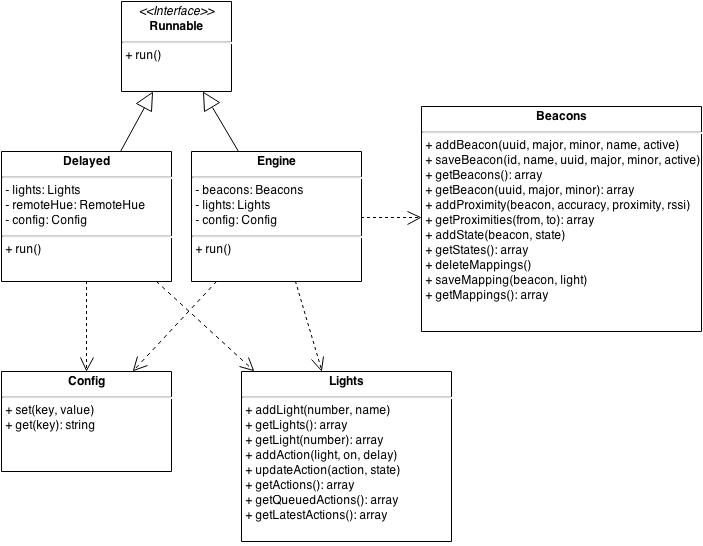 <<Interface>>
Runnable
+ run()
Delayed
- lights: Lights
- remoteHue: RemoteHue
- config: Config
+ run()
Engine
- beacons: Beacons
- lights: Lights
- config: Config
+ run()
Beacons
+ addBeacon(uuid, major, minor, name, active)
+ saveBeacon(id, name, uuid, major, minor, active)
+ getBeacons(): array
+ getBeacon(uuid, major, minor): array
+ addProximity(beacon, accuracy, proximity, rssi)
+ getProximities(from, to): array
+ addState(beacon, state)
+ getStates(): array
+ deleteMappings()
+ saveMapping(beacon, light)
+ getMappings(): array
Config
+ set(key, value)
+ get(key): string
Lights
+ addLight(number, name)
+ getLights(): array
+ getLight(number): array
+ addAction(light, on, delay)
+ updateAction(action, state)
+ getActions(): array
+ getQueuedActions(): array
+ getLatestActions(): array